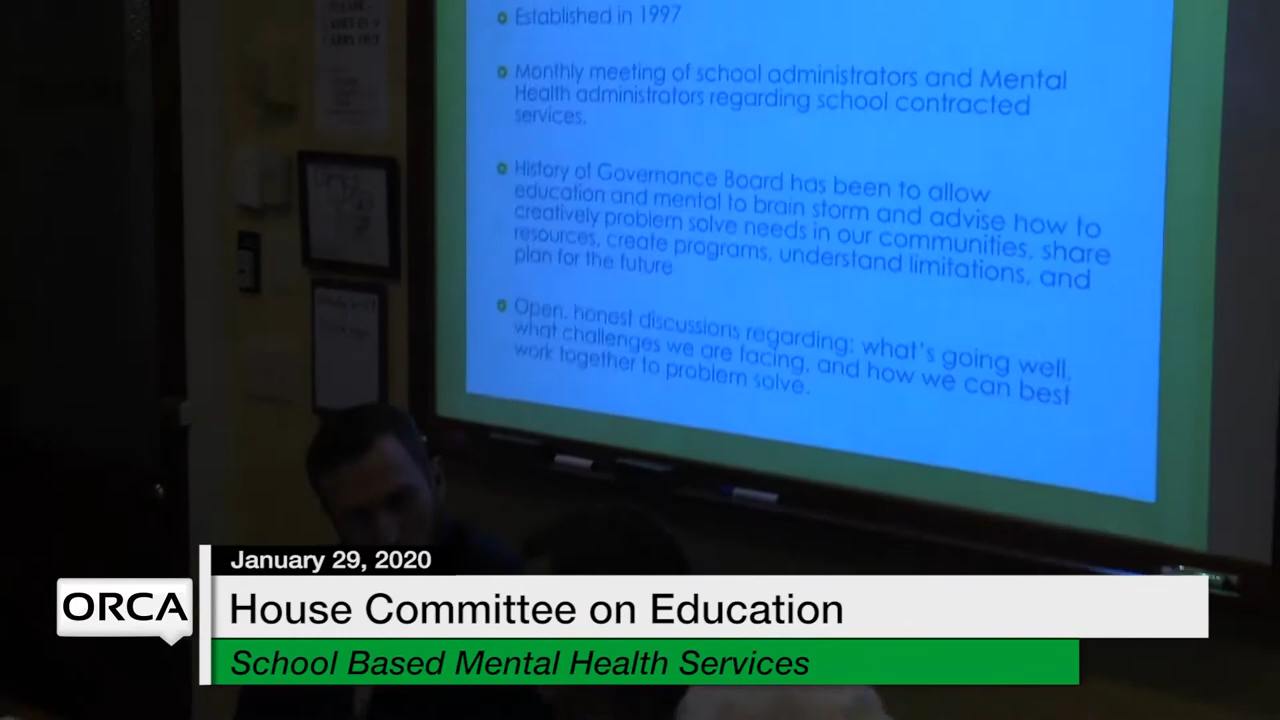 Established in 1997
Monthly meeting of school administrators and Mental
Health administrators regarding school contracted
services.
History of Governance Board has been to allow
education and mental to brain storm and advise how to
creatively problem solve needs in our communities, share
resources, create programs, understand limitations, and
plan for the future
Open, honest discussions regarding: what's going well,
what challenges we are facing, and how we can best
work together to problem solve.
January 29, 2020
ORCA
House Committee on Education
School Based Mental Health Services